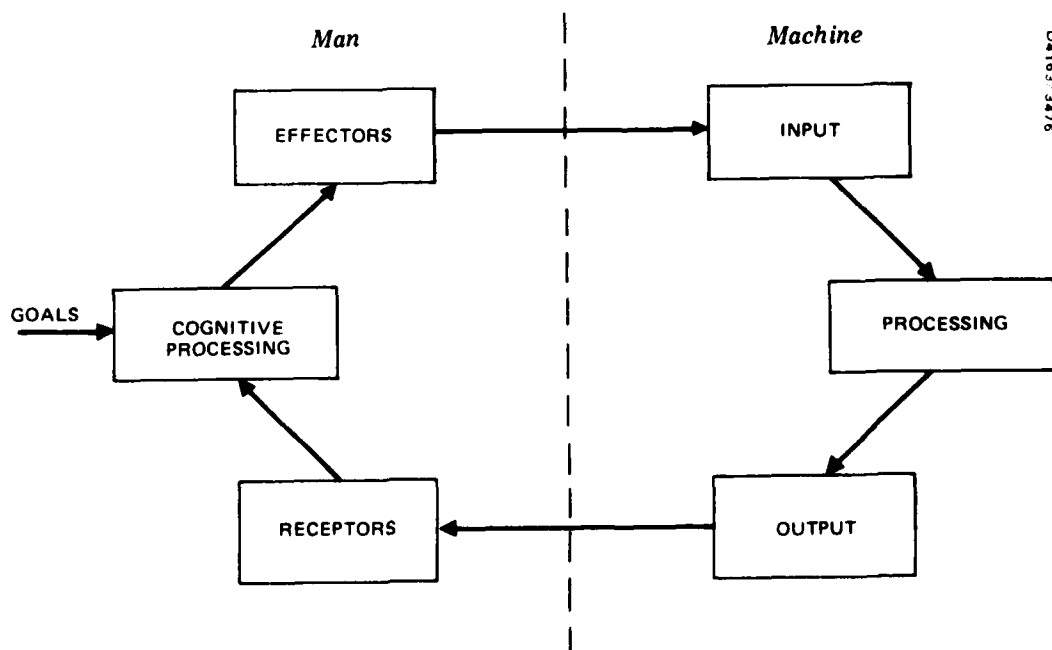 Man
Machine
EFFECTORS
INPUT
GOALS
COGNITIVE
PROCESSING
PROCESSING
RECEPTORS
OUTPUT